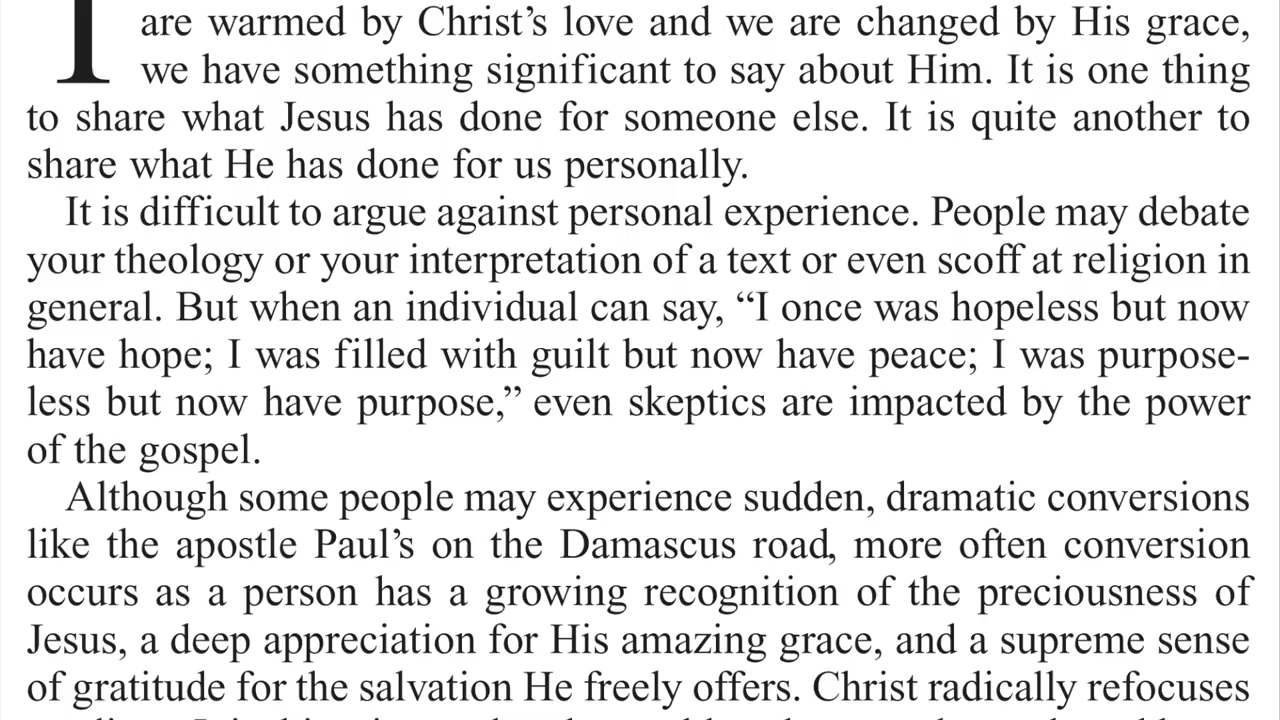 are warmed by Christ’s love and we are changed by His grace,
we have something significant to say about Him. It is one thing
to share what Jesus has done for someone else. It is quite another to
share what He has done for us personally.
It is difficult to argue against personal experience. People may debate
your theology or your interpretation of a text or even scoff at religion in
general. But when an individual can say, “I once was hopeless but now
have hope; I was filled with guilt but now have peace; I was purpose-
less but now have purpose,” even skeptics are impacted by the power
of the gospel.
Although some people may experience sudden, dramatic conversions
like the apostle Paul’s on the Damascus road, more often conversion
occurs as a person has a growing recognition of the preciousness of
Jesus, a deep appreciation for His amazing grace, and a supreme sense
of gratitude for the salvation He freely offers. Christ radically refocuses